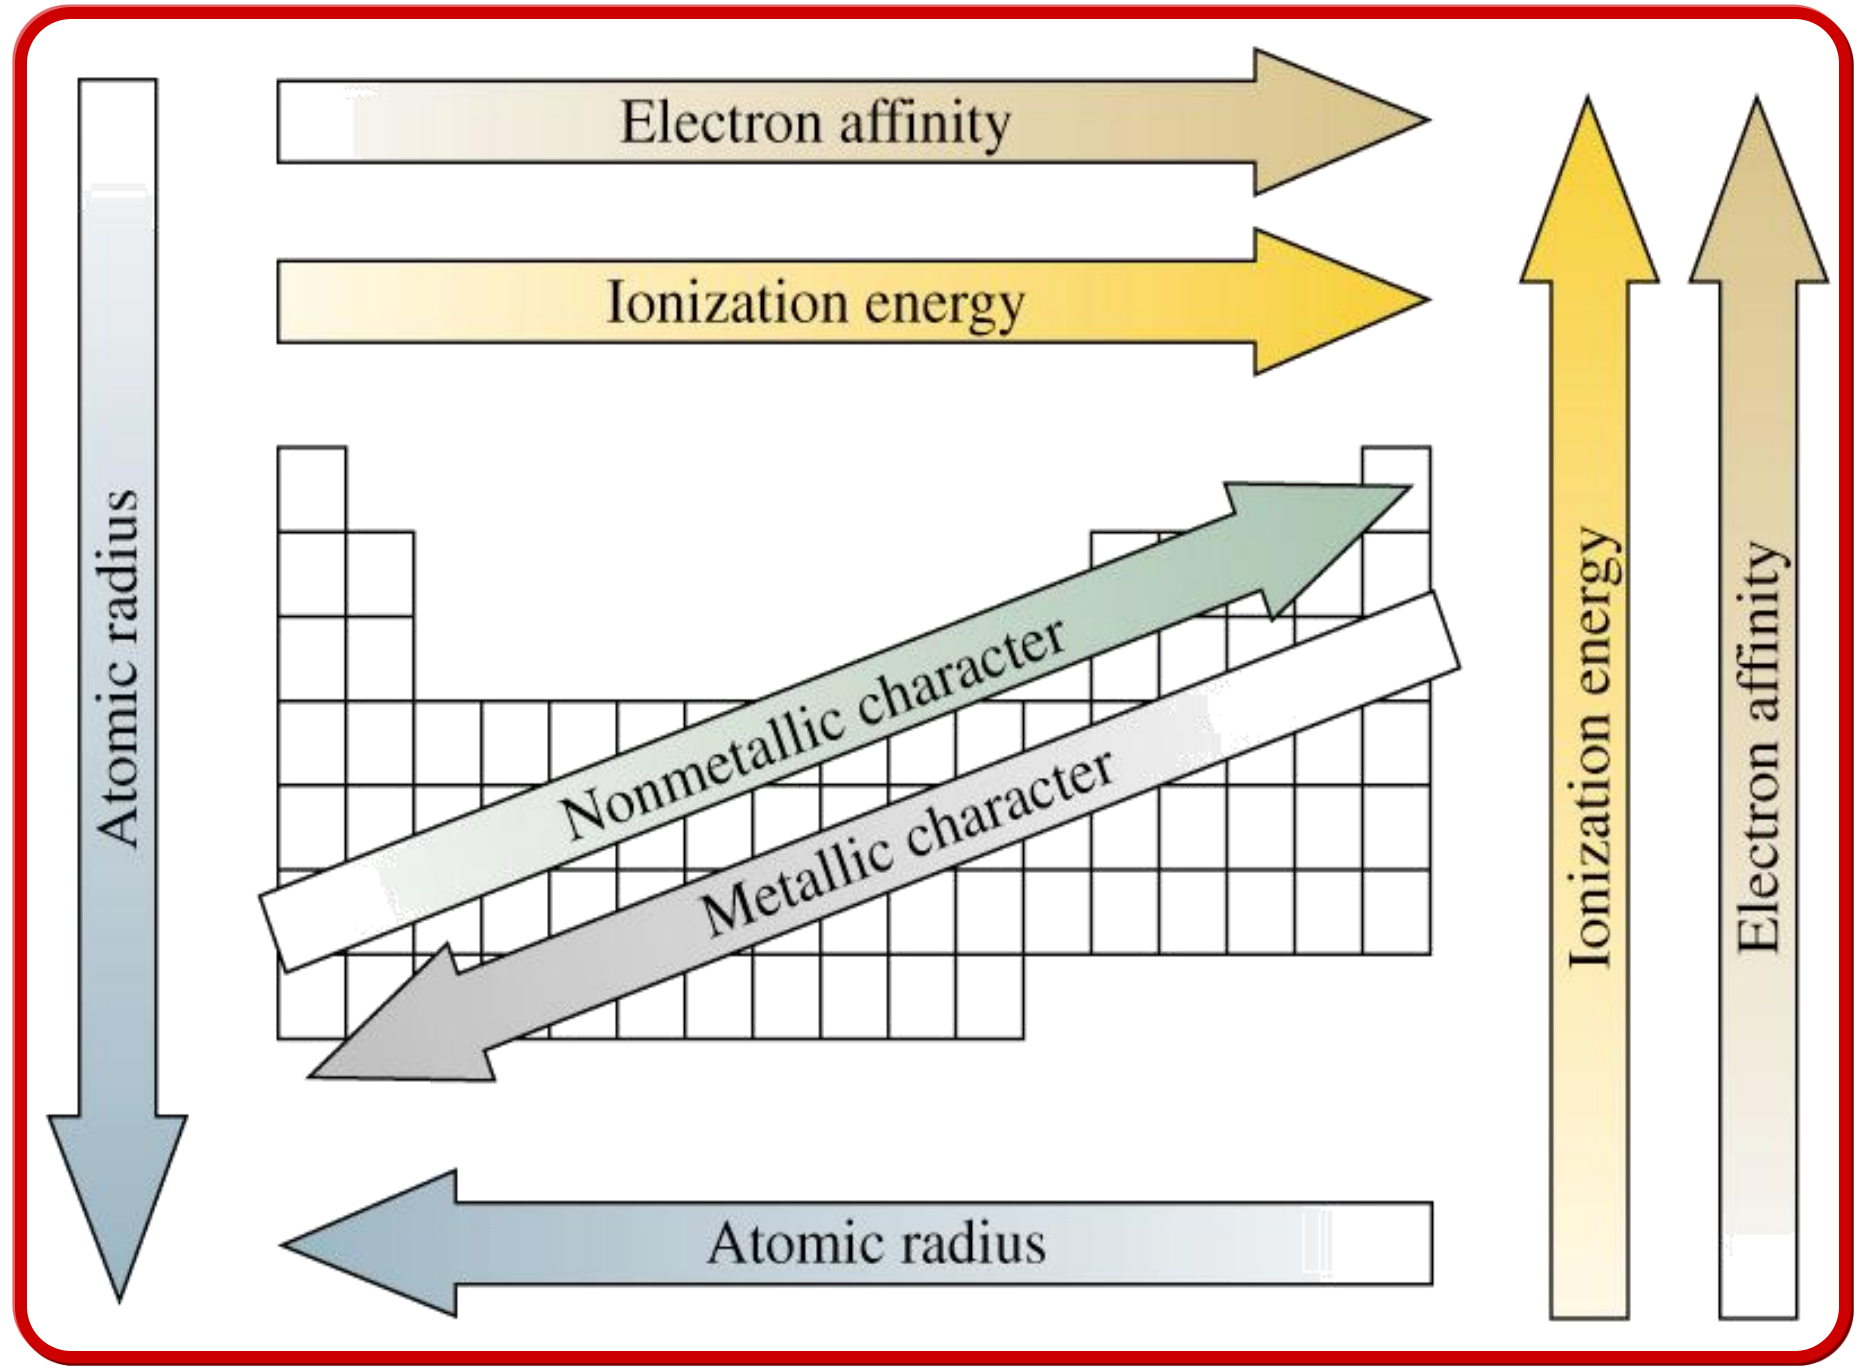 Electron affinity
Ionization energy
Atomic radius
Nonmetallic character
Metallic character
Ionization energy
Electron affinity
Atomic radius